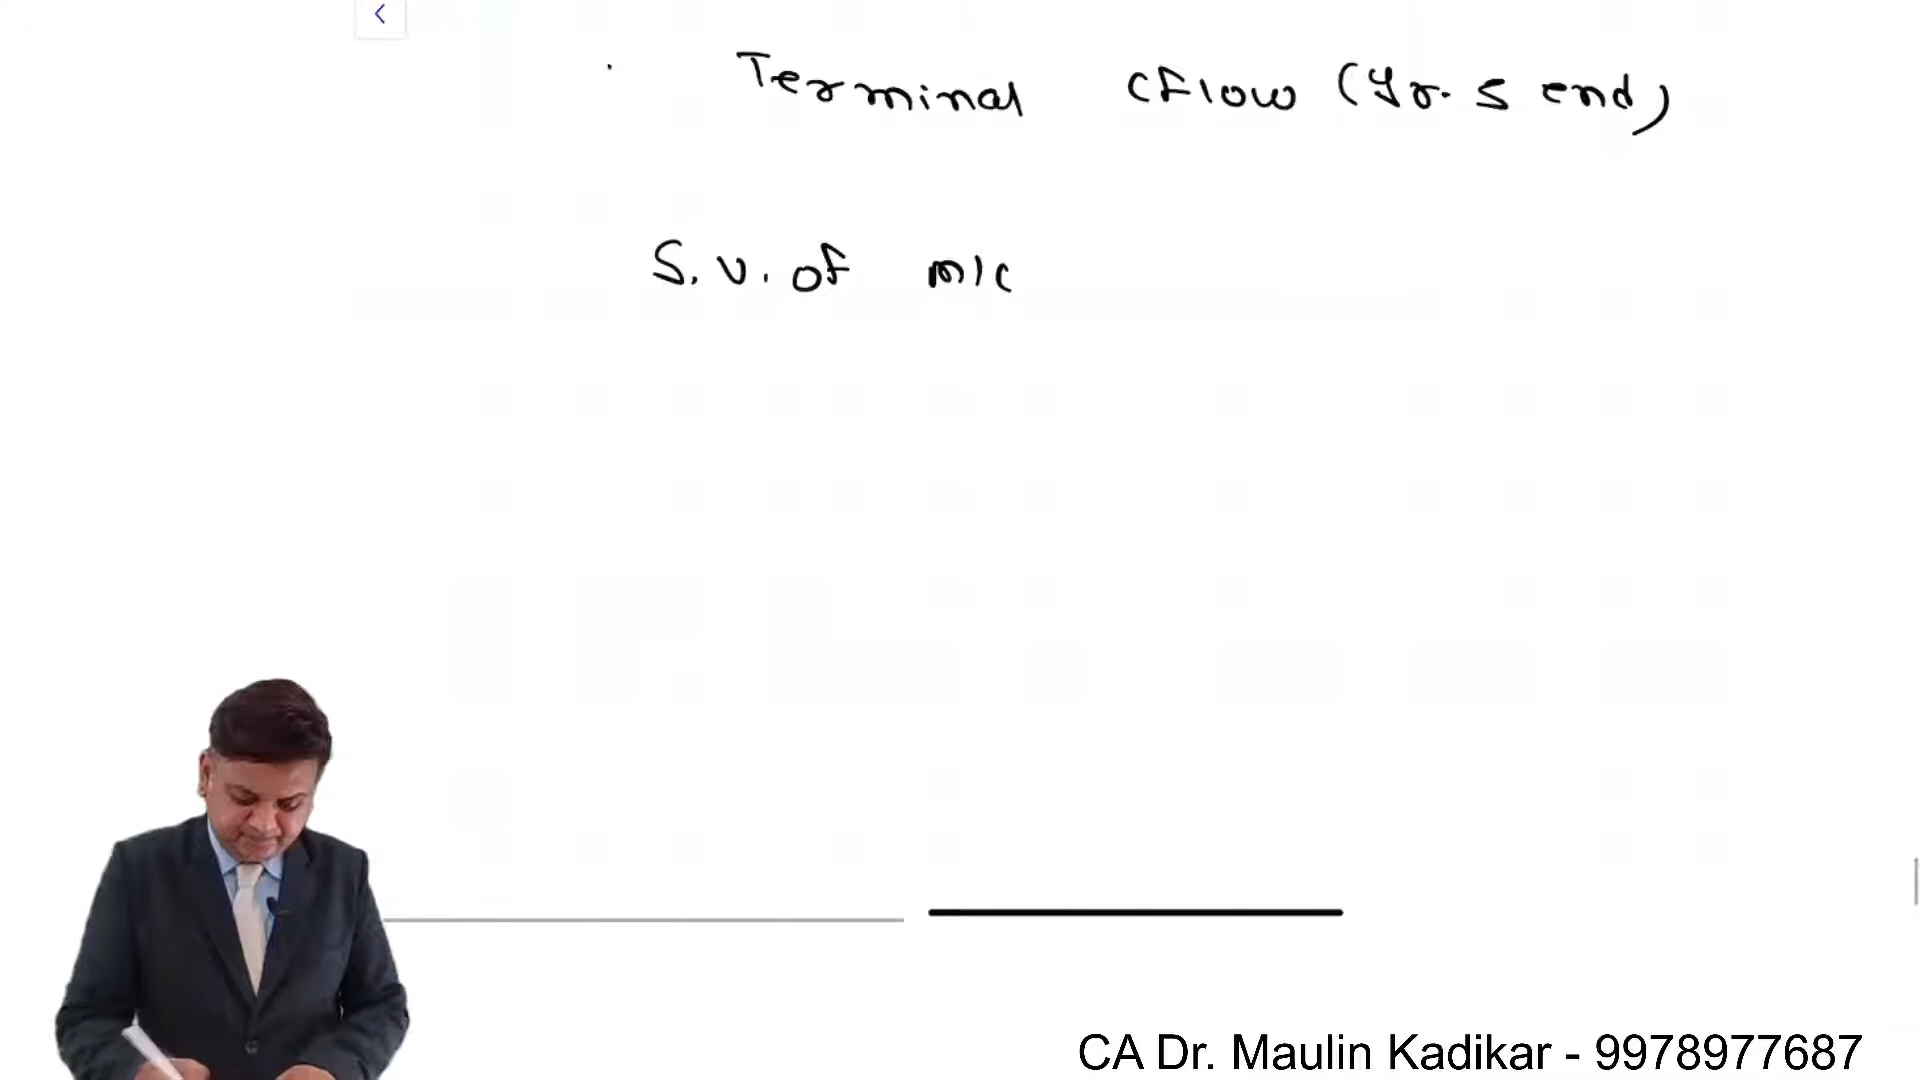 Terminal cflow (Yr. 5 end)
S.V. of m/c
CA Dr. Maulin Kadikar - 9978977687